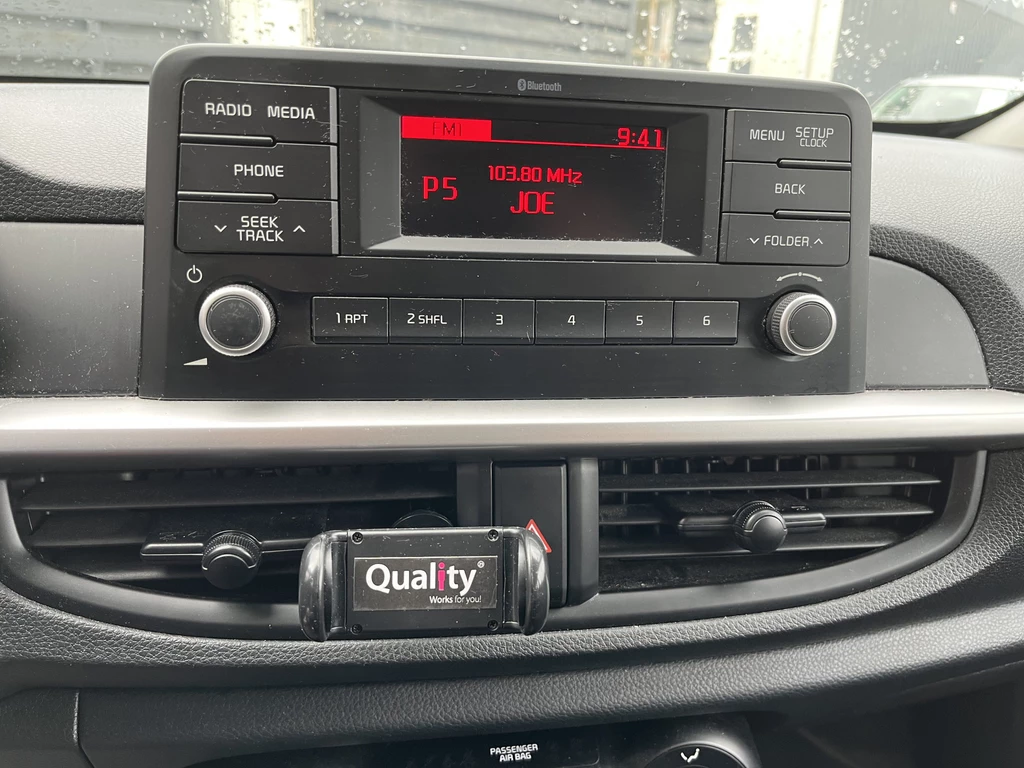 Bluetooth
RADIO MEDIA
PHONE
SEEK
TRACK
FM1
9:41
103.80 MHz
P5
JOE
MENU SETUP
CLOCK
BACK
FOLDER
1 RPT
2 SHFL
3
4
5
6
Quality®
Works for you!
PASSENGER
AIR BAG